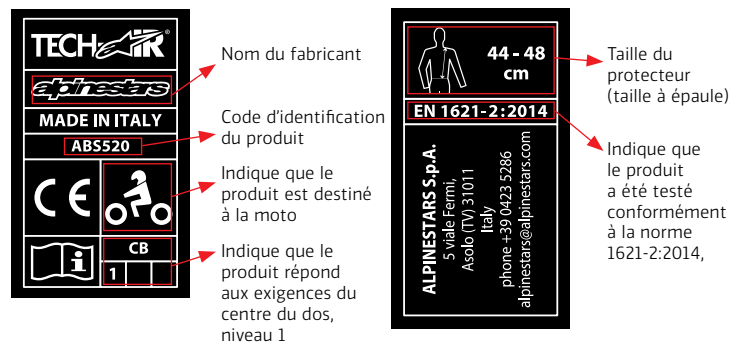 TECH-AIR®
alpinestars
MADE IN ITALY
ABS520
CE
i
CB
1
Nom du fabricant
Code d'identification
du produit
Indique que le
produit est destiné
à la moto
Indique que le
produit répond
aux exigences du
centre du dos,
niveau 1
44 - 48
cm
EN 1621-2:2014
ALPINESTARS S.p.A.
5 viale Fermi,
Asolo (TV) 31011
Italy
phone +39 0423 5286
alpinestars@alpinestars.com
Taille du
protecteur
(taille à épaule)
Indique que
le produit
a été testé
conformément
à la norme
1621-2:2014,